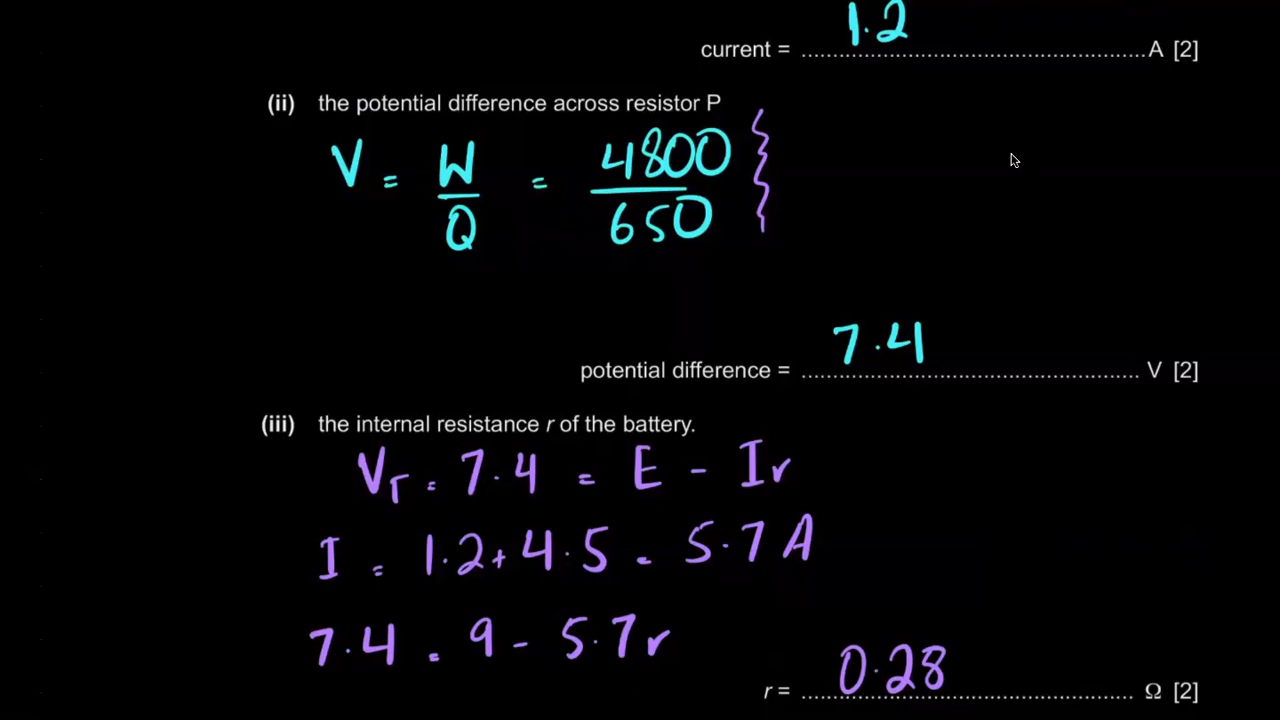 1.2
current = ........ A [2]
(ii) the potential difference across resistor P
V = W/Q = 4800/650
7.4
potential difference = ........ V [2]
(iii) the internal resistance r of the battery.
V_T = 7.4 = E - Ir
I = 1.2 + 4.5 = 5.7 A
7.4 = 9 - 5.7r
0.28
r = ........ Ω [2]